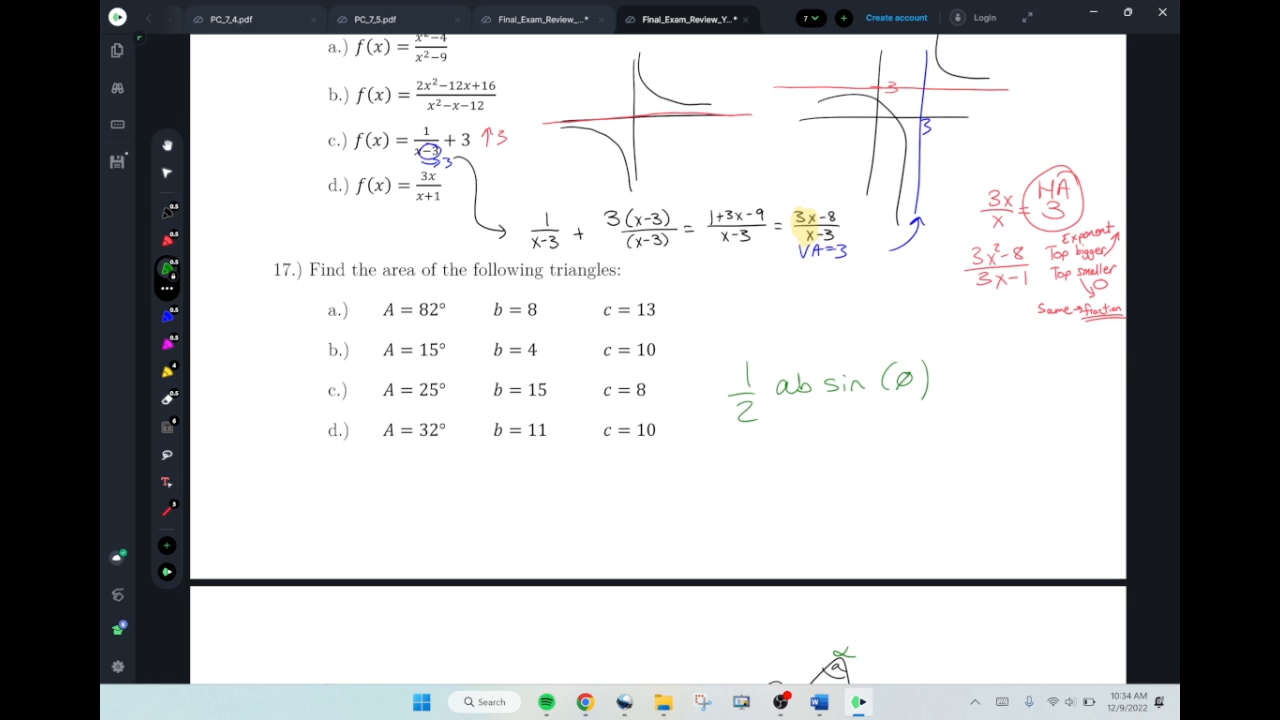 PC_7_4.pdf
PC_7_5.pdf
Final_Exam_Review_...*
Final_Exam_Review_Y...*
7
Create account
Login
a.) f(x) = x²−4 / x²−9
b.) f(x) = 2x²−12x+16 / x²−x−12
c.) f(x) = 1 / x−3 + 3 ↑3
→3
d.) f(x) = 3x / x+1
3
3
1 / x−3 + 3(x−3) / (x−3) = 1+3x−9 / x−3 = 3x−8 / x−3
VA=3
3x / x = HA 3
3x²−8 / 3x−1
Exponent
Top bigger
Top smaller
0
Same→fraction
17.) Find the area of the following triangles:
a.) A = 82° b = 8 c = 13
b.) A = 15° b = 4 c = 10
c.) A = 25° b = 15 c = 8
d.) A = 32° b = 11 c = 10
1 / 2 ab sin (∅)
α
a
Search
10:34 AM
12/9/2022